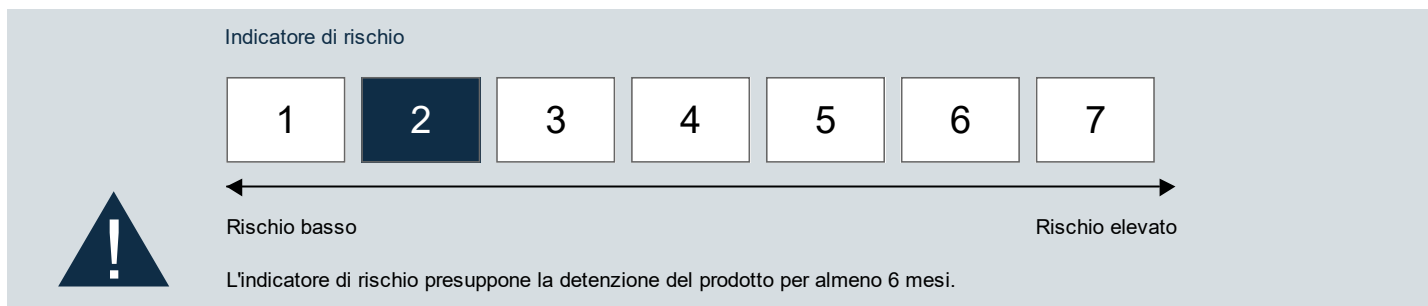 Indicatore di rischio
1 2 3 4 5 6 7
Rischio basso Rischio elevato
!
L'indicatore di rischio presuppone la detenzione del prodotto per almeno 6 mesi.